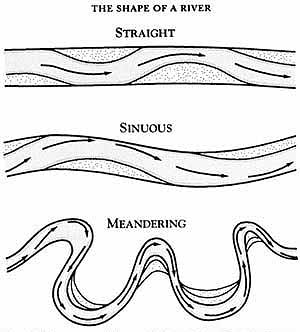 THE SHAPE OF A RIVER
STRAIGHT
SINUOUS
MEANDERING